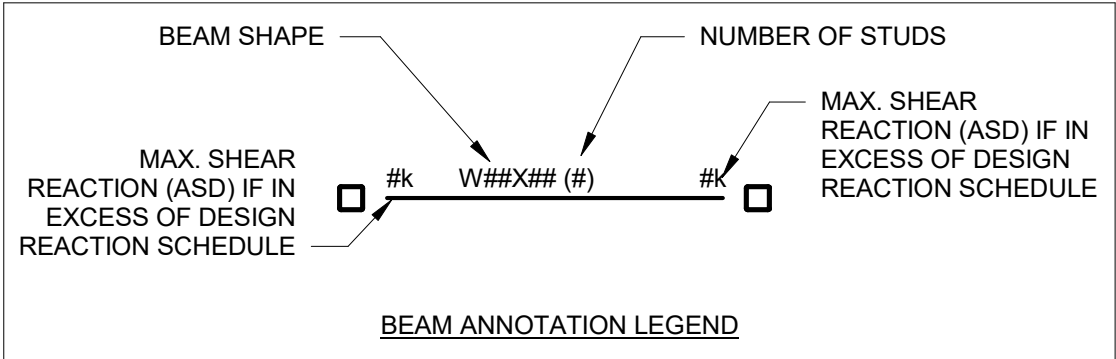 BEAM SHAPE
NUMBER OF STUDS
MAX. SHEAR
REACTION (ASD) IF IN
EXCESS OF DESIGN
REACTION SCHEDULE
#k
W##X## (#)
#k
MAX. SHEAR
REACTION (ASD) IF IN
EXCESS OF DESIGN
REACTION SCHEDULE
BEAM ANNOTATION LEGEND